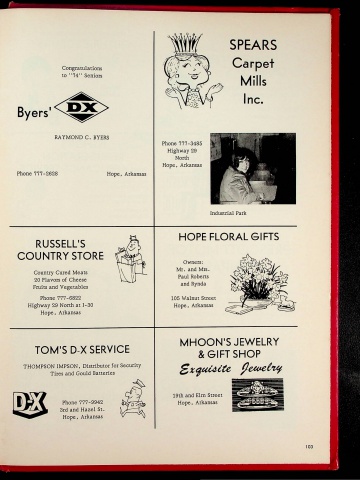 Congratulations
to "74" Seniors
Byers' DX
RAYMOND C. BYERS
Phone 777-2628 Hope, Arkansas
SPEARS
Carpet
Mills
Inc.
Phone 777-3485
Highway 29
North
Hope, Arkansas
Industrial Park
RUSSELL'S
COUNTRY STORE
Country Cured Meats
20 Flavors of Cheese
Fruits and Vegetables
Phone 777-6822
Highway 29 North at I-30
Hope, Arkansas
HOPE FLORAL GIFTS
Owners:
Mr. and Mrs.
Paul Roberts
and Rynda
105 Walnut Street
Hope, Arkansas
TOM'S D-X SERVICE
THOMPSON IMPSON, Distributor for Security
Tires and Gould Batteries
D-X
Phone 777-9942
3rd and Hazel St.
Hope, Arkansas
MHOON'S JEWELRY
& GIFT SHOP
Exquisite Jewelry
19th and Elm Street
Hope, Arkansas
103